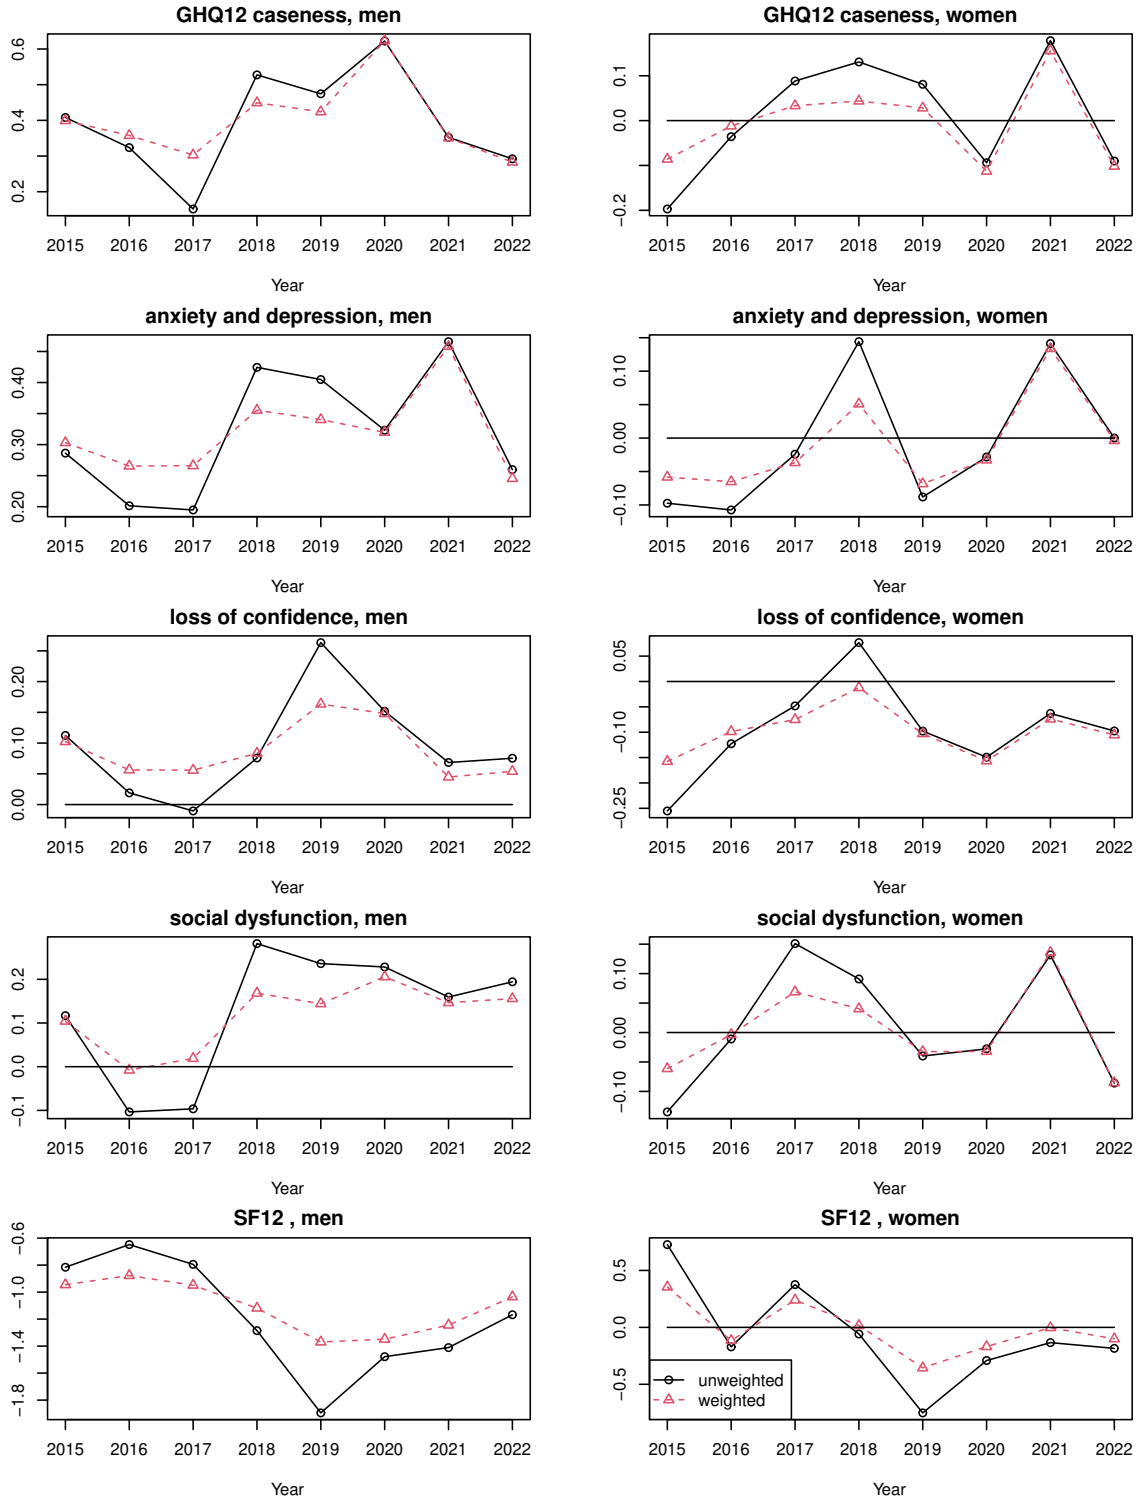 GHQ12 caseness, men
0.6
0.4
0.2
2015 2016 2017 2018 2019 2020 2021 2022
Year
GHQ12 caseness, women
0.1
0.0
−0.2
2015 2016 2017 2018 2019 2020 2021 2022
Year
anxiety and depression, men
0.40
0.30
0.20
2015 2016 2017 2018 2019 2020 2021 2022
Year
anxiety and depression, women
0.10
0.00
−0.10
2015 2016 2017 2018 2019 2020 2021 2022
Year
loss of confidence, men
0.20
0.10
0.00
2015 2016 2017 2018 2019 2020 2021 2022
Year
loss of confidence, women
0.05
−0.10
−0.25
2015 2016 2017 2018 2019 2020 2021 2022
Year
social dysfunction, men
0.2
0.1
0.0
−0.1
2015 2016 2017 2018 2019 2020 2021 2022
Year
social dysfunction, women
0.10
0.00
−0.10
2015 2016 2017 2018 2019 2020 2021 2022
Year
SF12 , men
−0.6
−1.0
−1.4
−1.8
2015 2016 2017 2018 2019 2020 2021 2022
Year
SF12 , women
0.5
0.0
−0.5
unweighted
weighted
2015 2016 2017 2018 2019 2020 2021 2022
Year